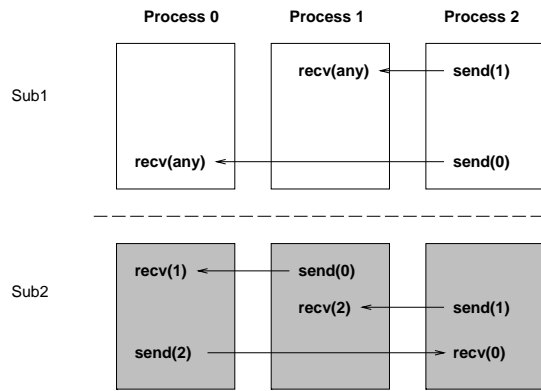 Process 0 Process 1 Process 2
Sub1
recv(any) send(1)
recv(any) send(0)
Sub2
recv(1) send(0)
recv(2) send(1)
send(2) recv(0)